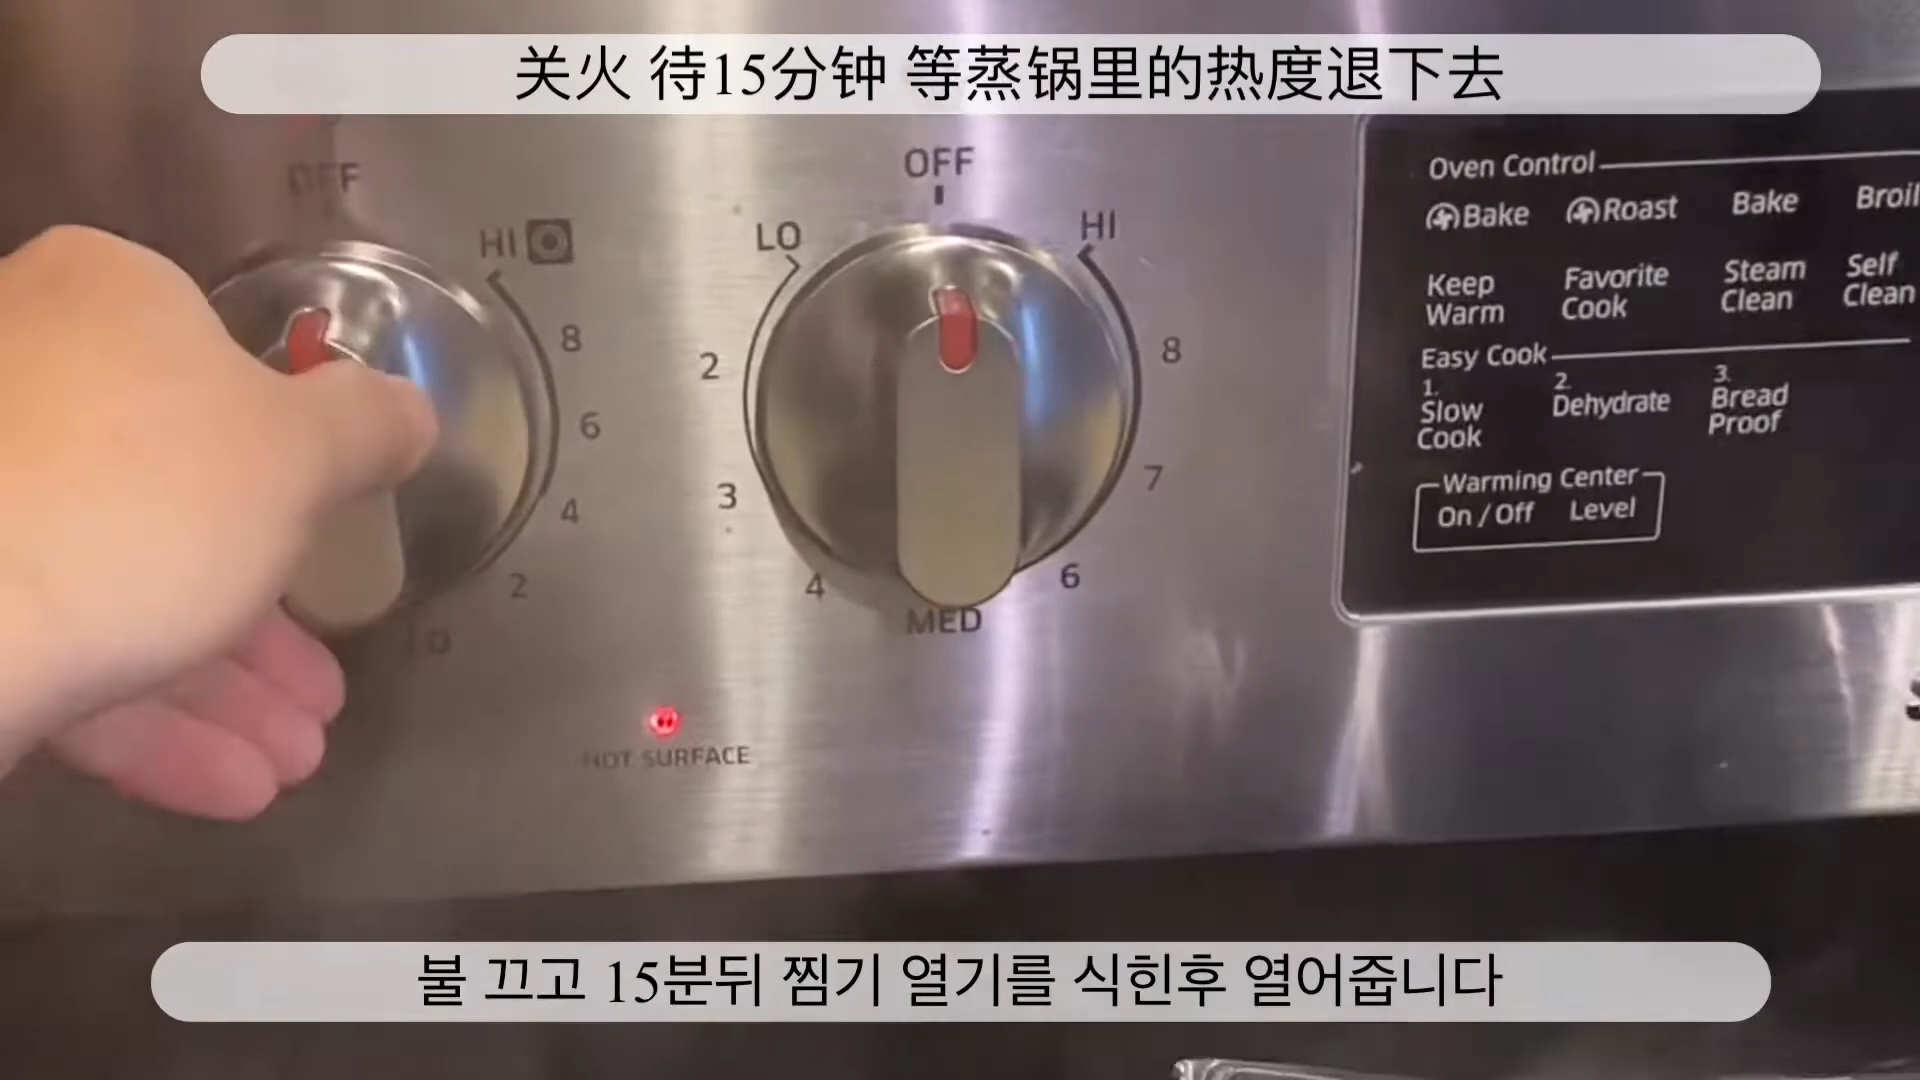 关火 待15分钟 等蒸锅里的热度退下去
OFF
HI
8
6
4
2
LO
OFF
LO
HI
2
8
3
7
4
6
MED
HOT SURFACE
Oven Control
Bake
Roast
Bake
Broil
Keep Warm
Favorite Cook
Steam Clean
Self Clean
Easy Cook
1. Slow Cook
2. Dehydrate
3. Bread Proof
Warming Center
On / Off
Level
불 끄고 15분뒤 찜기 열기를 식힌후 열어줍니다